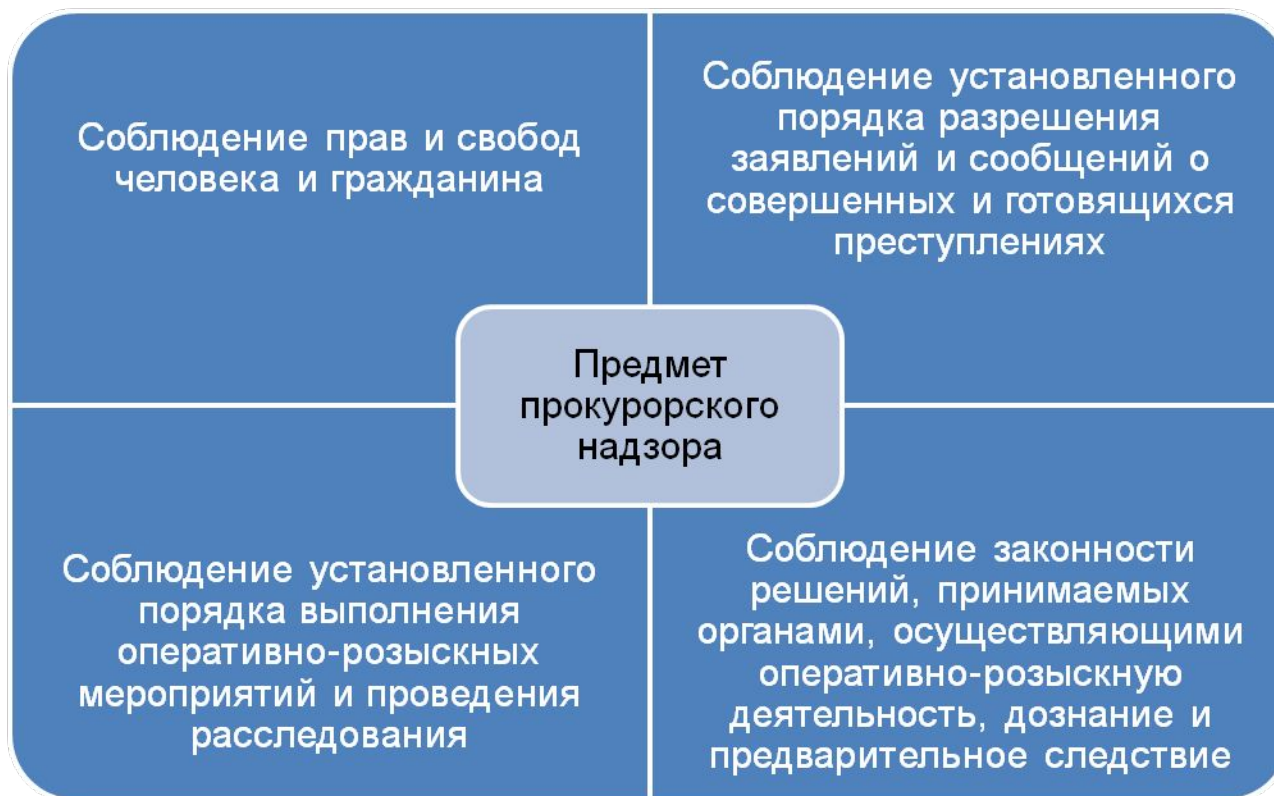 Соблюдение прав и свобод
человека и гражданина
Соблюдение установленного
порядка разрешения
заявлений и сообщений о
совершенных и готовящихся
преступлениях
Предмет
прокурорского
надзора
Соблюдение установленного
порядка выполнения
оперативно-розыскных
мероприятий и проведения
расследования
Соблюдение законности
решений, принимаемых
органами, осуществляющими
оперативно-розыскную
деятельность, дознание и
предварительное следствие